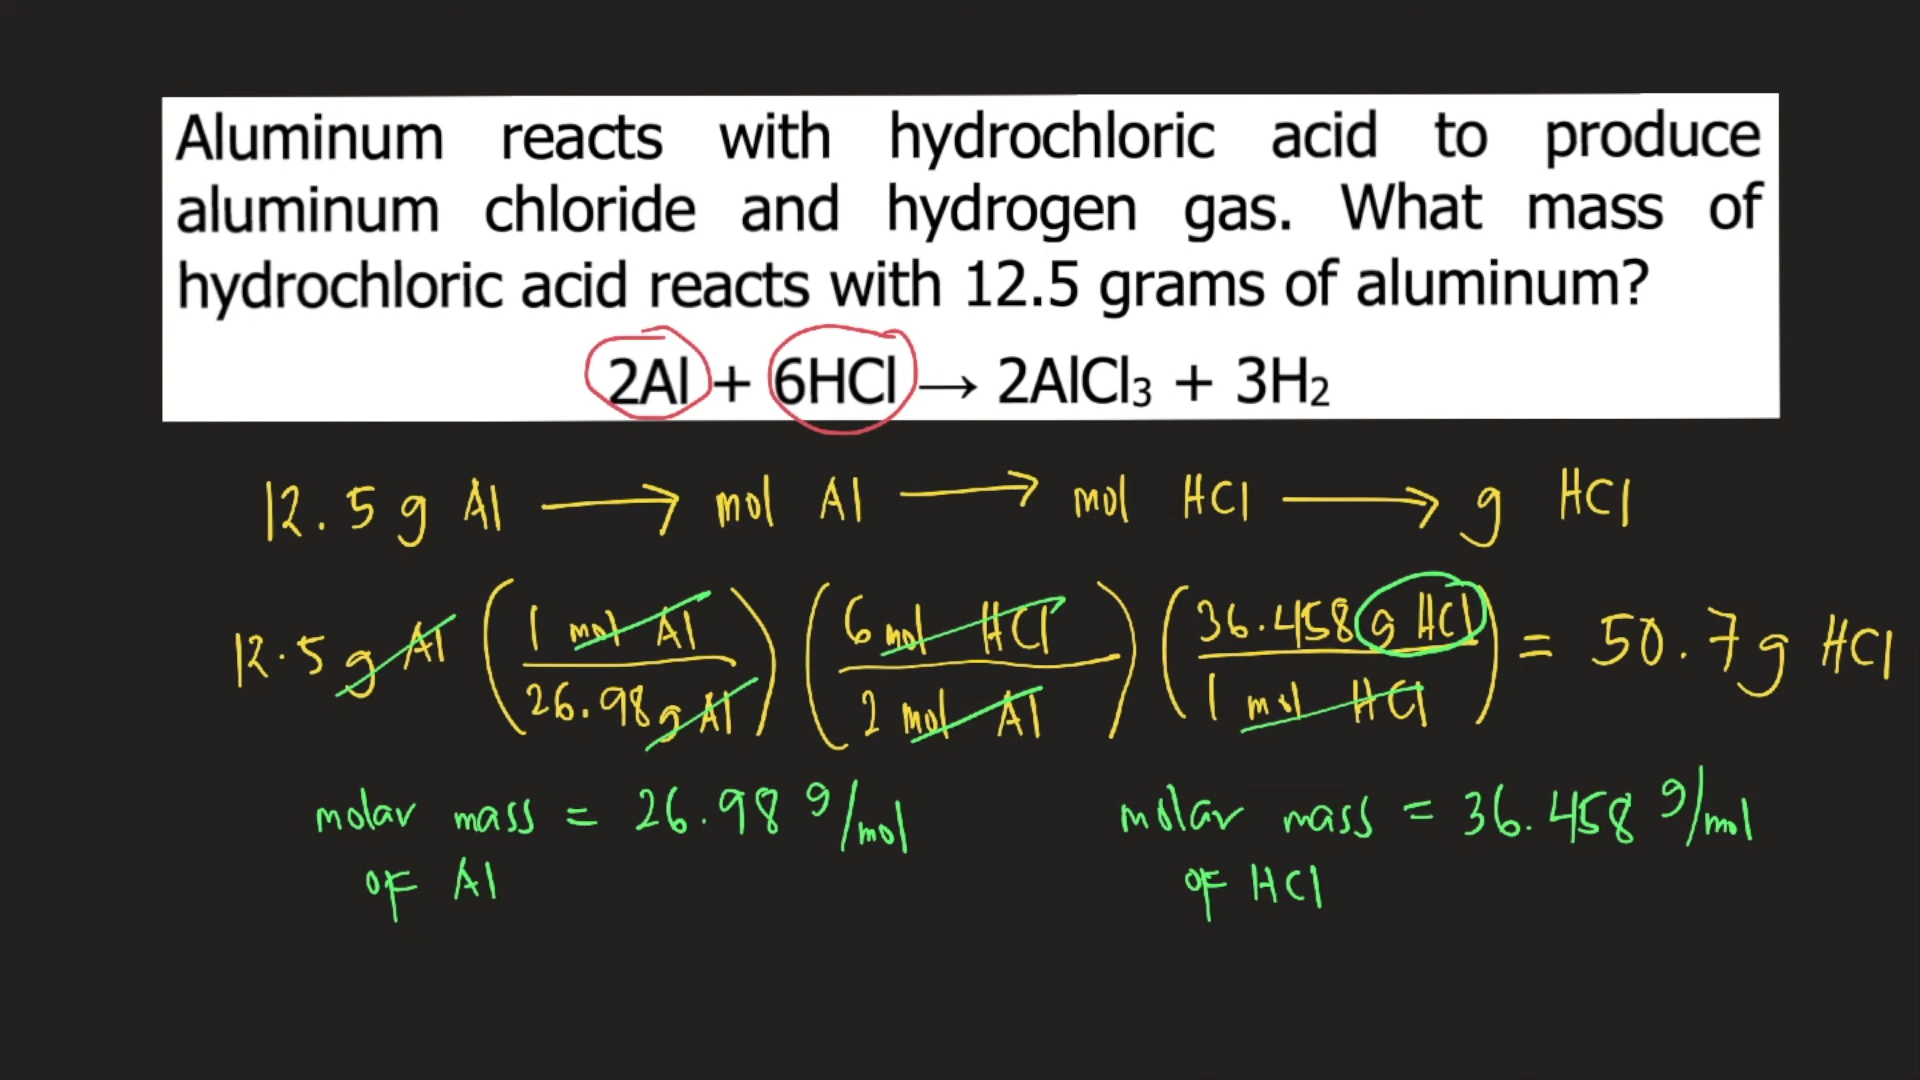 Aluminum reacts with hydrochloric acid to produce
aluminum chloride and hydrogen gas. What mass of
hydrochloric acid reacts with 12.5 grams of aluminum?
2Al + 6HCl → 2AlCl₃ + 3H₂
12.5 g Al → mol Al → mol HCl → g HCl
12.5 g Al (1 mol Al / 26.98 g Al) (6 mol HCl / 2 mol Al) (36.458 g HCl / 1 mol HCl) = 50.7 g HCl
molar mass = 26.98 g/mol
of Al
molar mass = 36.458 g/mol
of HCl